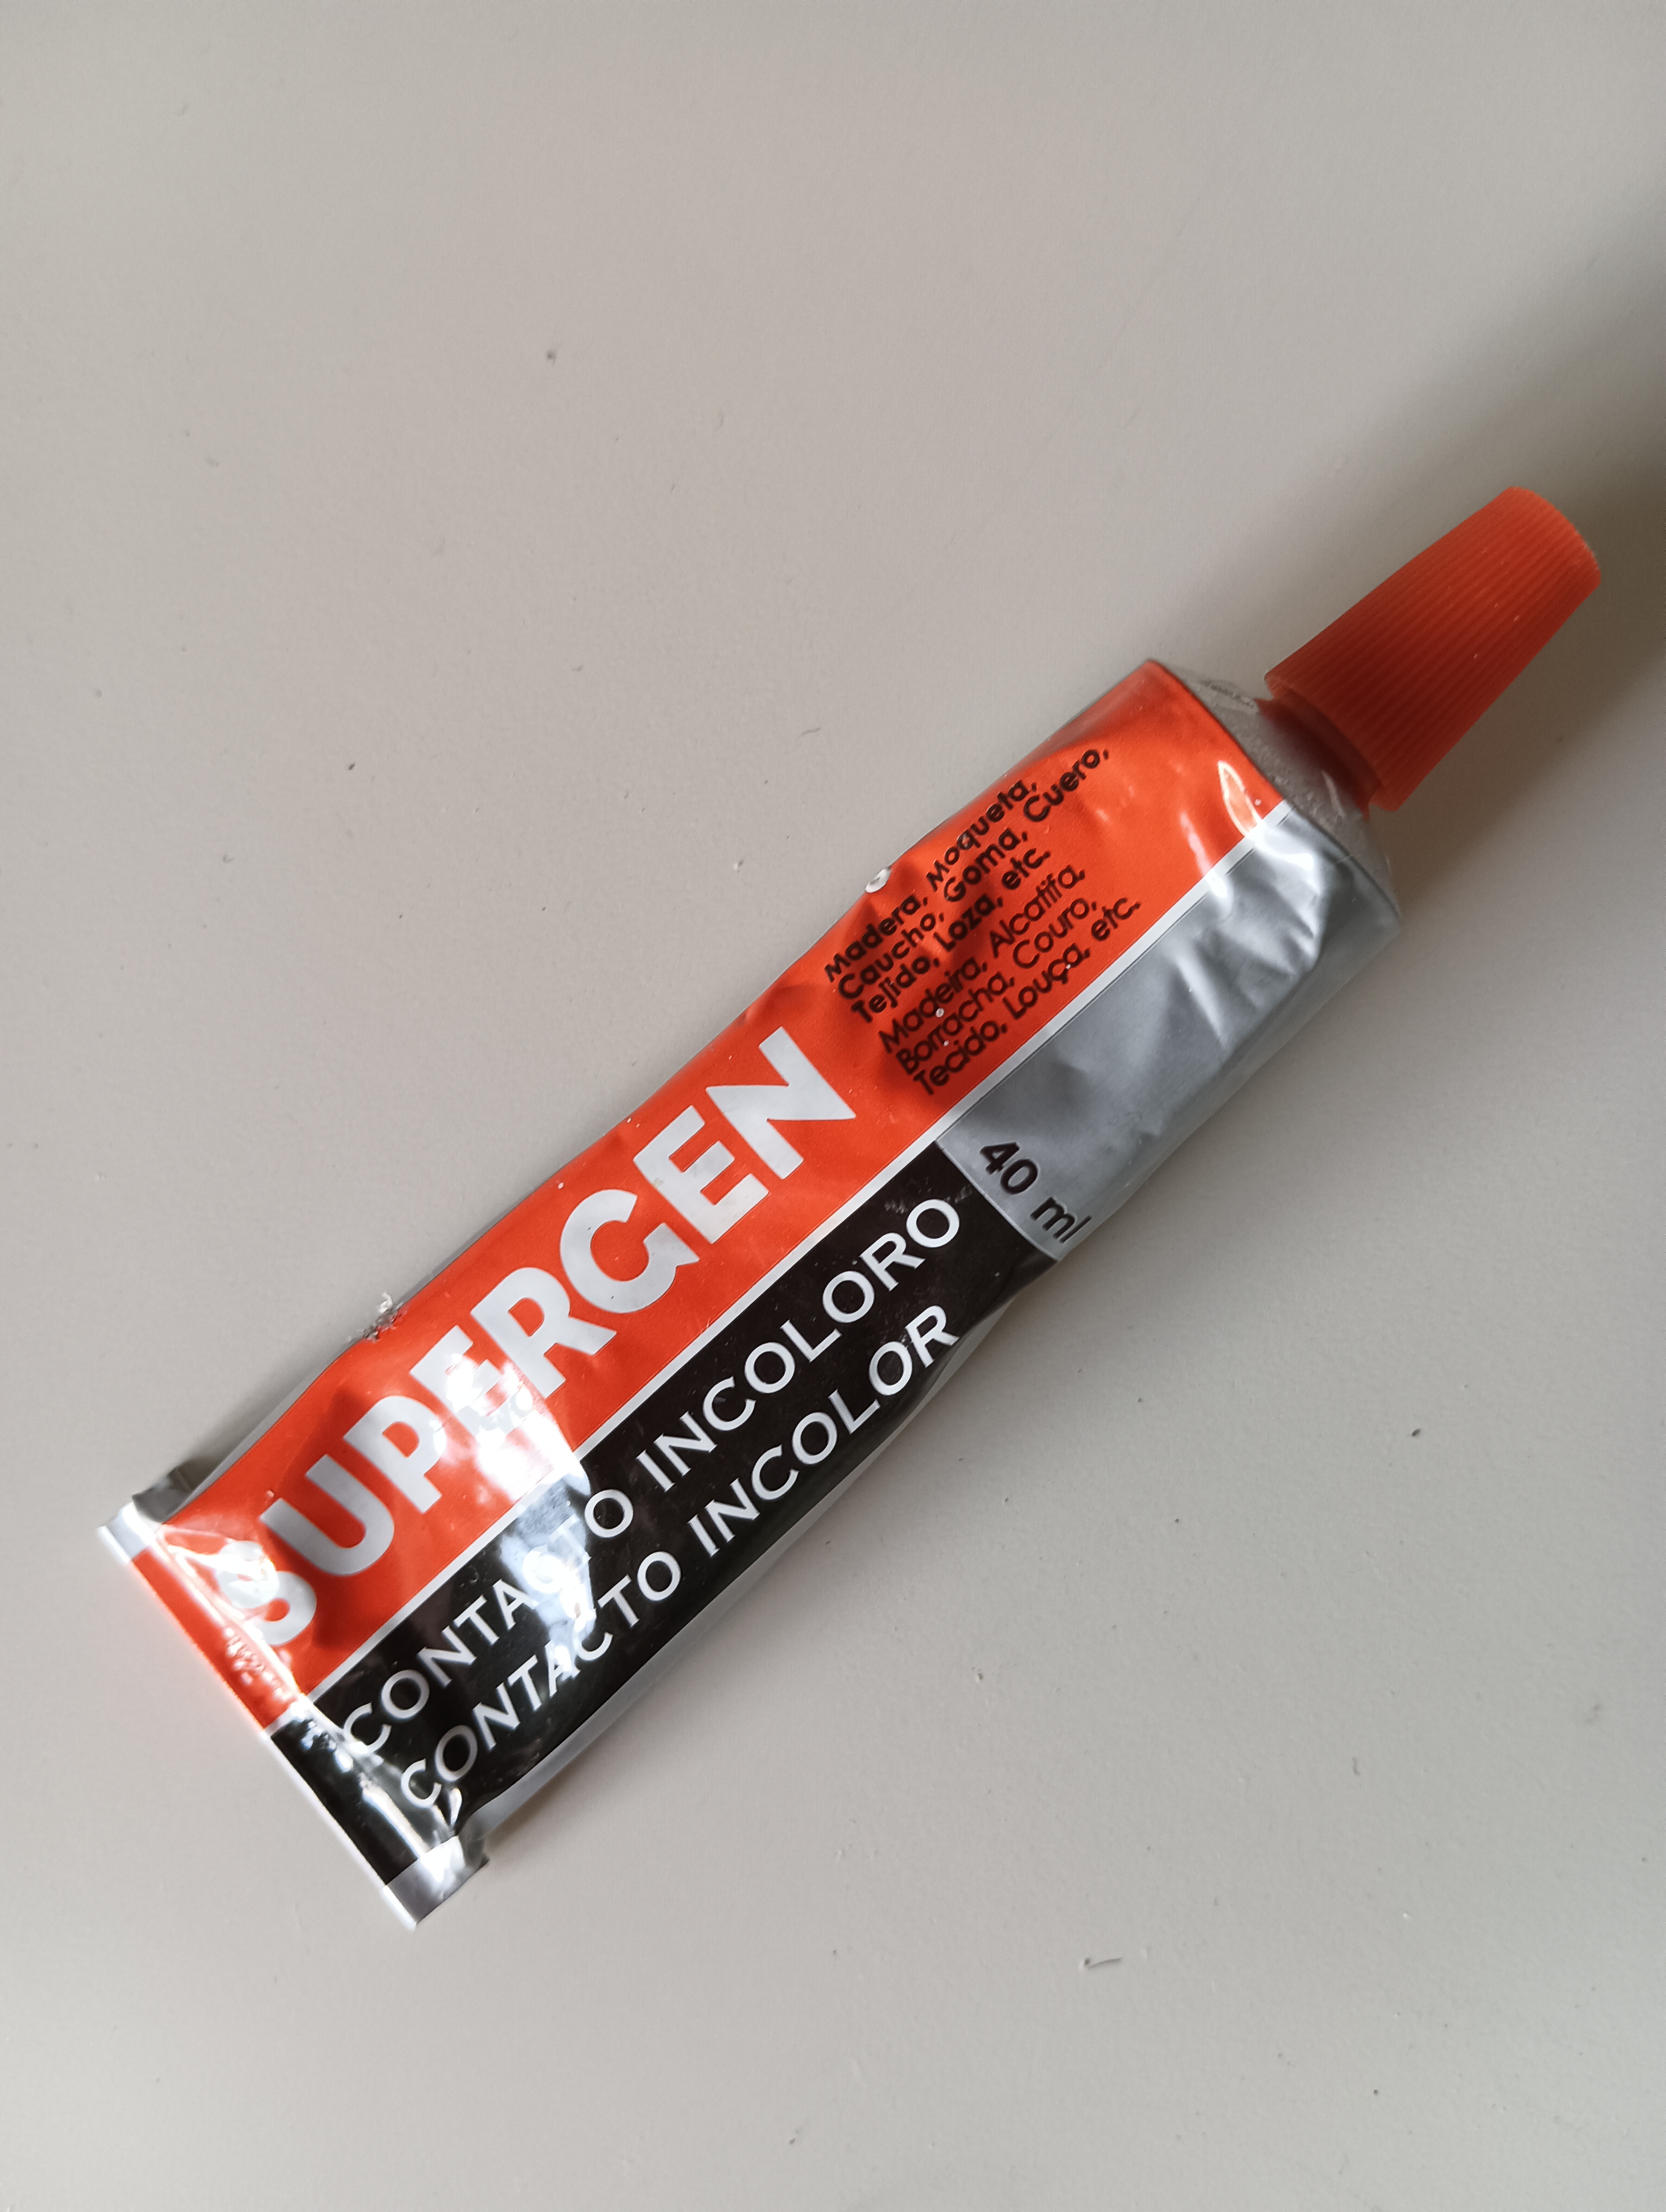 SUPERGEN
Madera, Moqueta,
Caucho, Goma, Cuero,
Tejido, Loza, etc.
Madeira, Alcatifa,
Borracha, Couro,
Tecido, Louça, etc.
CONTACTO INCOLORO
CONTACTO INCOLOR
40 ml